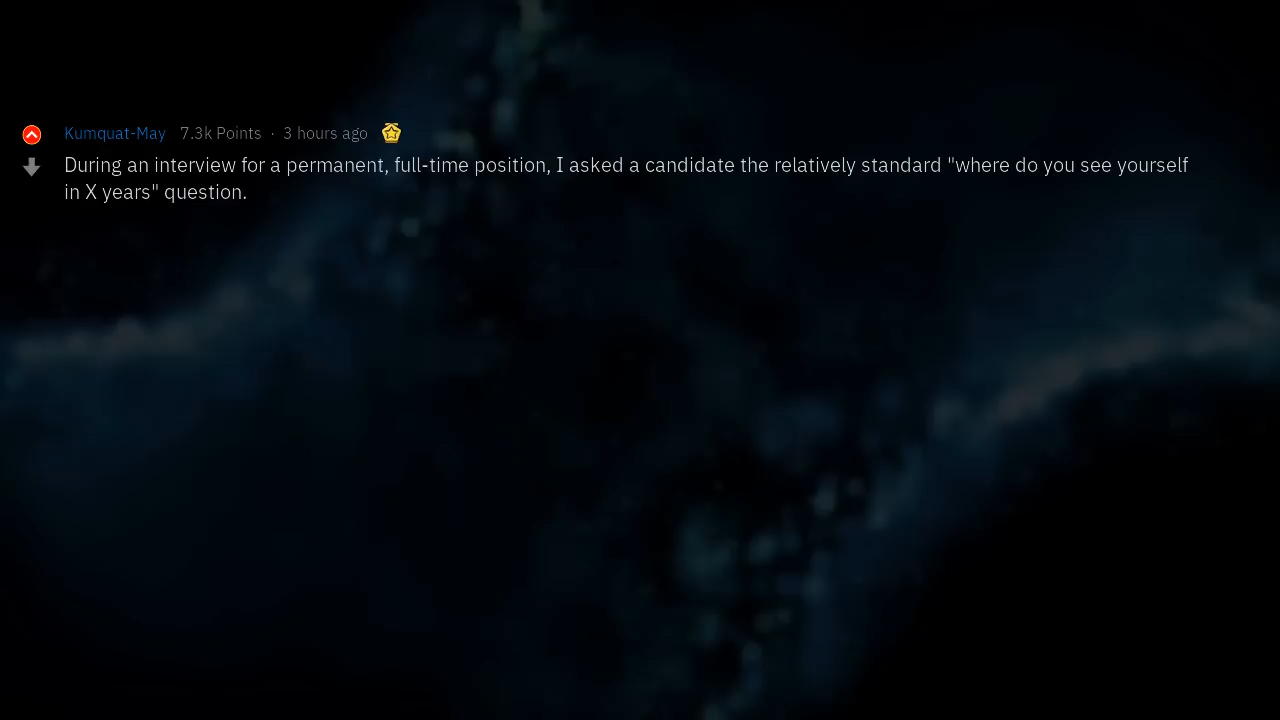 Kumquat-May 7.3k Points · 3 hours ago
During an interview for a permanent, full-time position, I asked a candidate the relatively standard "where do you see yourself
in X years" question.